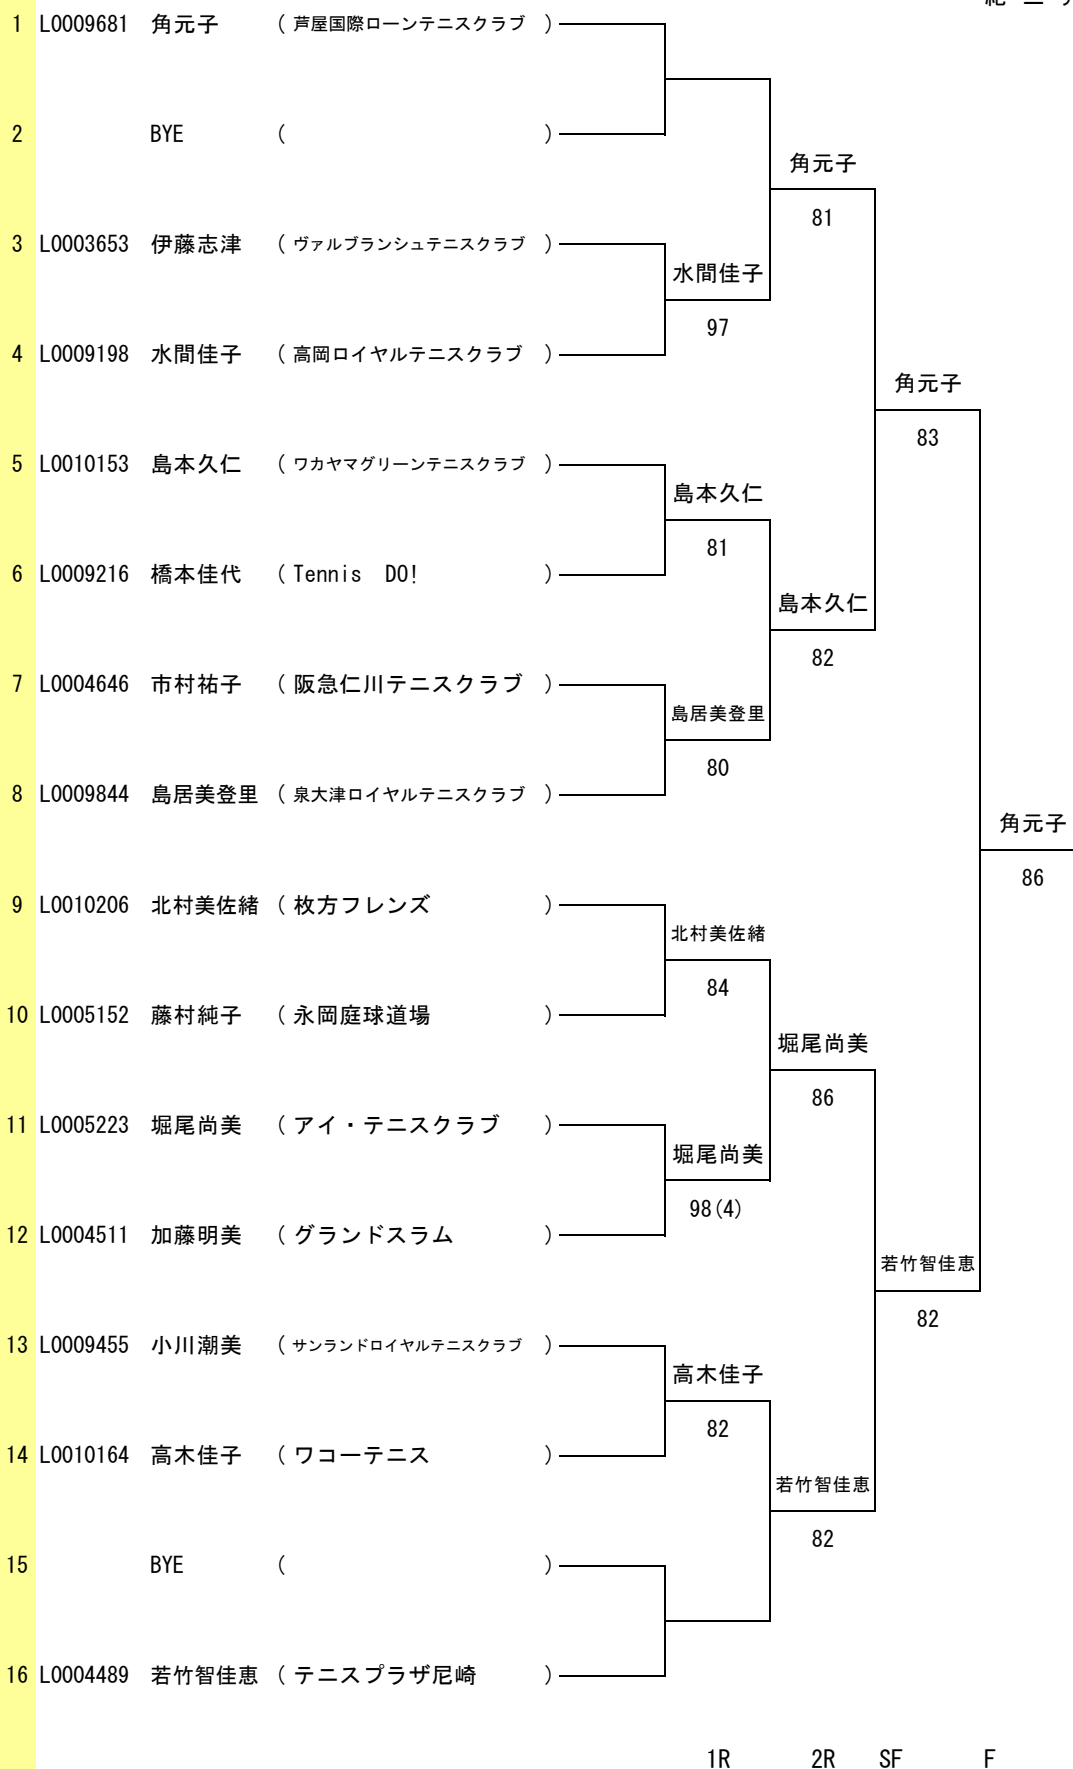 1 L0009681 角元子 ( 芦屋国際ローンテニスクラブ )
2 BYE ( )
角元子
81
3 L0003653 伊藤志津 ( ヴァルブランシュテニスクラブ )
水間佳子
97
4 L0009198 水間佳子 ( 高岡ロイヤルテニスクラブ )
角元子
83
5 L0010153 島本久仁 ( ワカヤマグリーンテニスクラブ )
島本久仁
81
6 L0009216 橋本佳代 ( Tennis DO! )
島本久仁
82
7 L0004646 市村祐子 ( 阪急仁川テニスクラブ )
島居美登里
80
8 L0009844 島居美登里 ( 泉大津ロイヤルテニスクラブ )
角元子
86
9 L0010206 北村美佐緒 ( 枚方フレンズ )
北村美佐緒
84
10 L0005152 藤村純子 ( 永岡庭球道場 )
堀尾尚美
86
11 L0005223 堀尾尚美 ( アイ・テニスクラブ )
堀尾尚美
98(4)
12 L0004511 加藤明美 ( グランドスラム )
若竹智佳恵
82
13 L0009455 小川潮美 ( サンランドロイヤルテニスクラブ )
高木佳子
82
14 L0010164 高木佳子 ( ワコーテニス )
若竹智佳恵
82
15 BYE ( )
16 L0004489 若竹智佳恵 ( テニスプラザ尼崎 )
1R 2R SF F